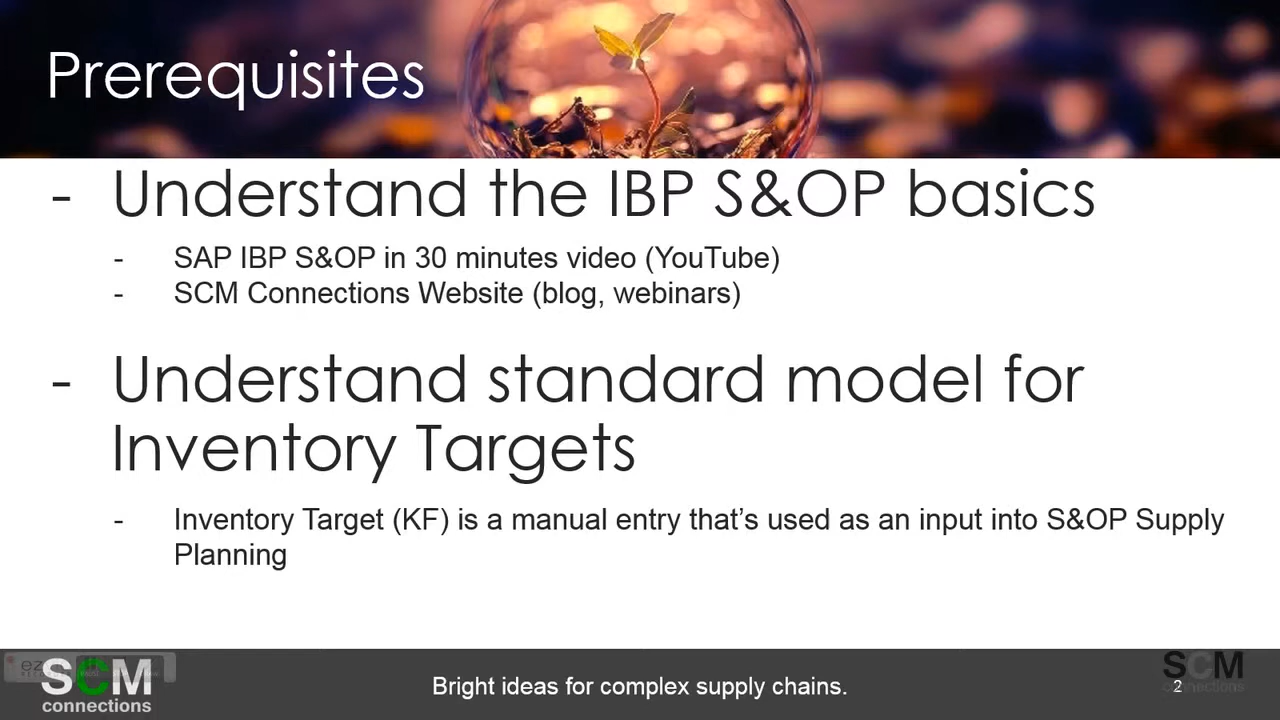 Prerequisites
- Understand the IBP S&OP basics
- SAP IBP S&OP in 30 minutes video (YouTube)
- SCM Connections Website (blog, webinars)
- Understand standard model for
Inventory Targets
- Inventory Target (KF) is a manual entry that’s used as an input into S&OP Supply
Planning
SCM
connections
Bright ideas for complex supply chains.
SCM
connections
2